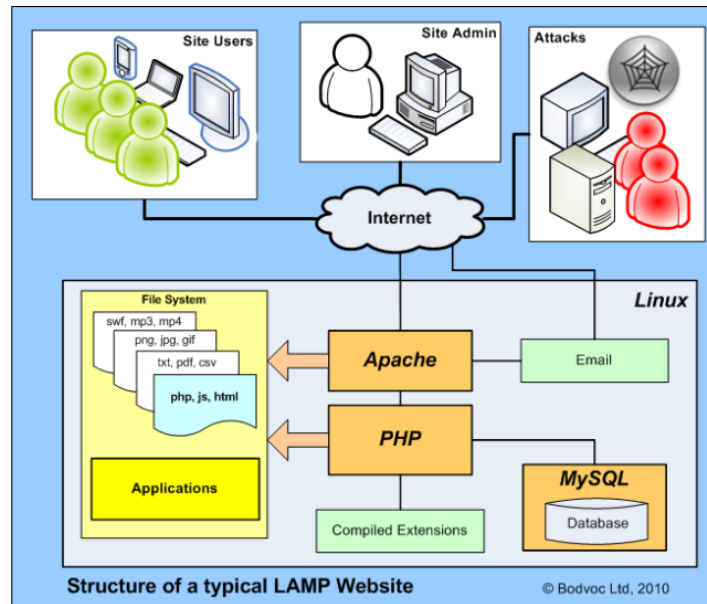 Site Users
Site Admin
Attacks
Internet
Linux
File System
swf, mp3, mp4
png, jpg, gif
txt, pdf, csv
php, js, html
Applications
Apache
Email
PHP
Compiled Extensions
MySQL
Database
Structure of a typical LAMP Website
© Bodvoc Ltd, 2010